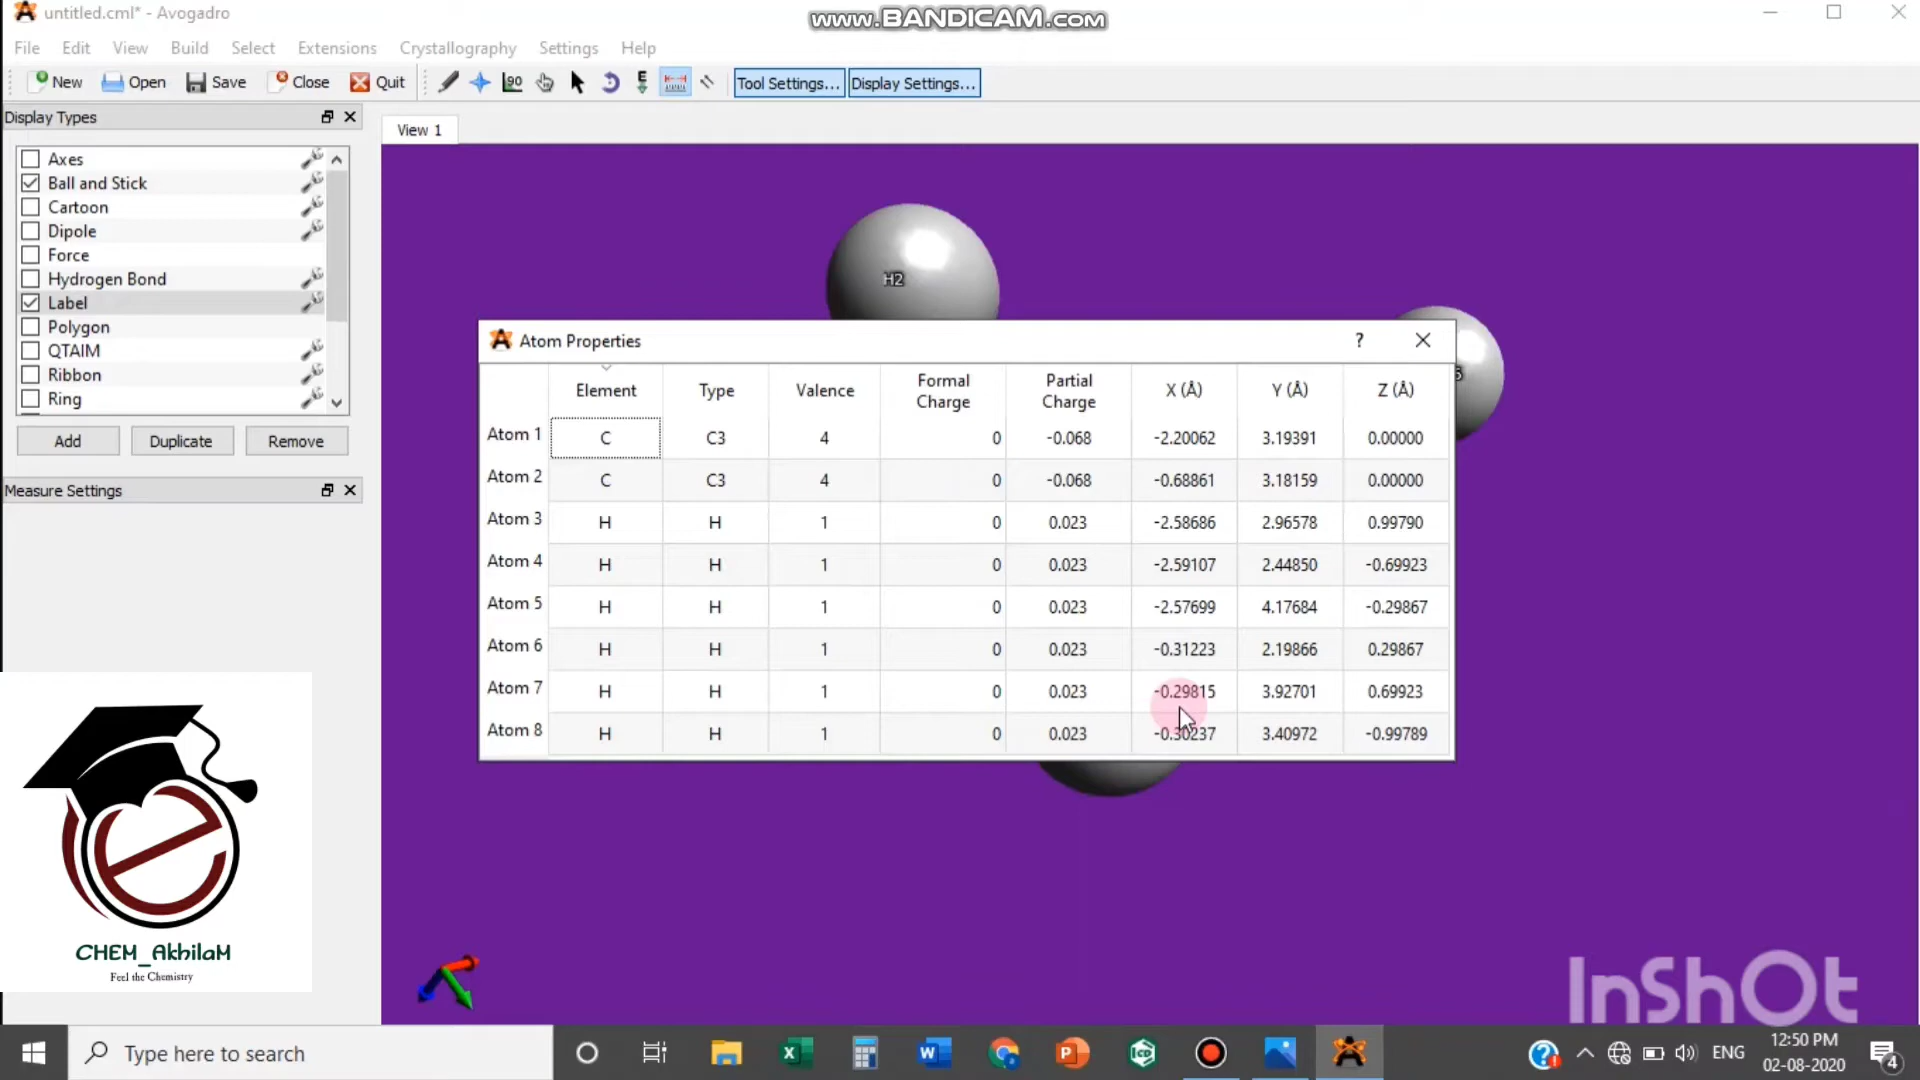 untitled.cml* - Avogadro
www.BANDICAM.com
File Edit View Build Select Extensions Crystallography Settings Help
New Open Save Close Quit Tool Settings... Display Settings...
Display Types
View 1
Axes
Ball and Stick
Cartoon
Dipole
Force
Hydrogen Bond
Label
Polygon
QTAIM
Ribbon
Ring
Add Duplicate Remove
Measure Settings
H2
Atom Properties ?
Element Type Valence Formal Charge Partial Charge X (Å) Y (Å) Z (Å)
Atom 1 C C3 4 0 -0.068 -2.20062 3.19391 0.00000
Atom 2 C C3 4 0 -0.068 -0.68861 3.18159 0.00000
Atom 3 H H 1 0 0.023 -2.58686 2.96578 0.99790
Atom 4 H H 1 0 0.023 -2.59107 2.44850 -0.69923
Atom 5 H H 1 0 0.023 -2.57699 4.17684 -0.29867
Atom 6 H H 1 0 0.023 -0.31223 2.19866 0.29867
Atom 7 H H 1 0 0.023 -0.29815 3.92701 0.69923
Atom 8 H H 1 0 0.023 -0.30237 3.40972 -0.99789
CHEM_AkhilaM
Feel the Chemistry
InShOt
Type here to search
ENG
12:50 PM
02-08-2020
4